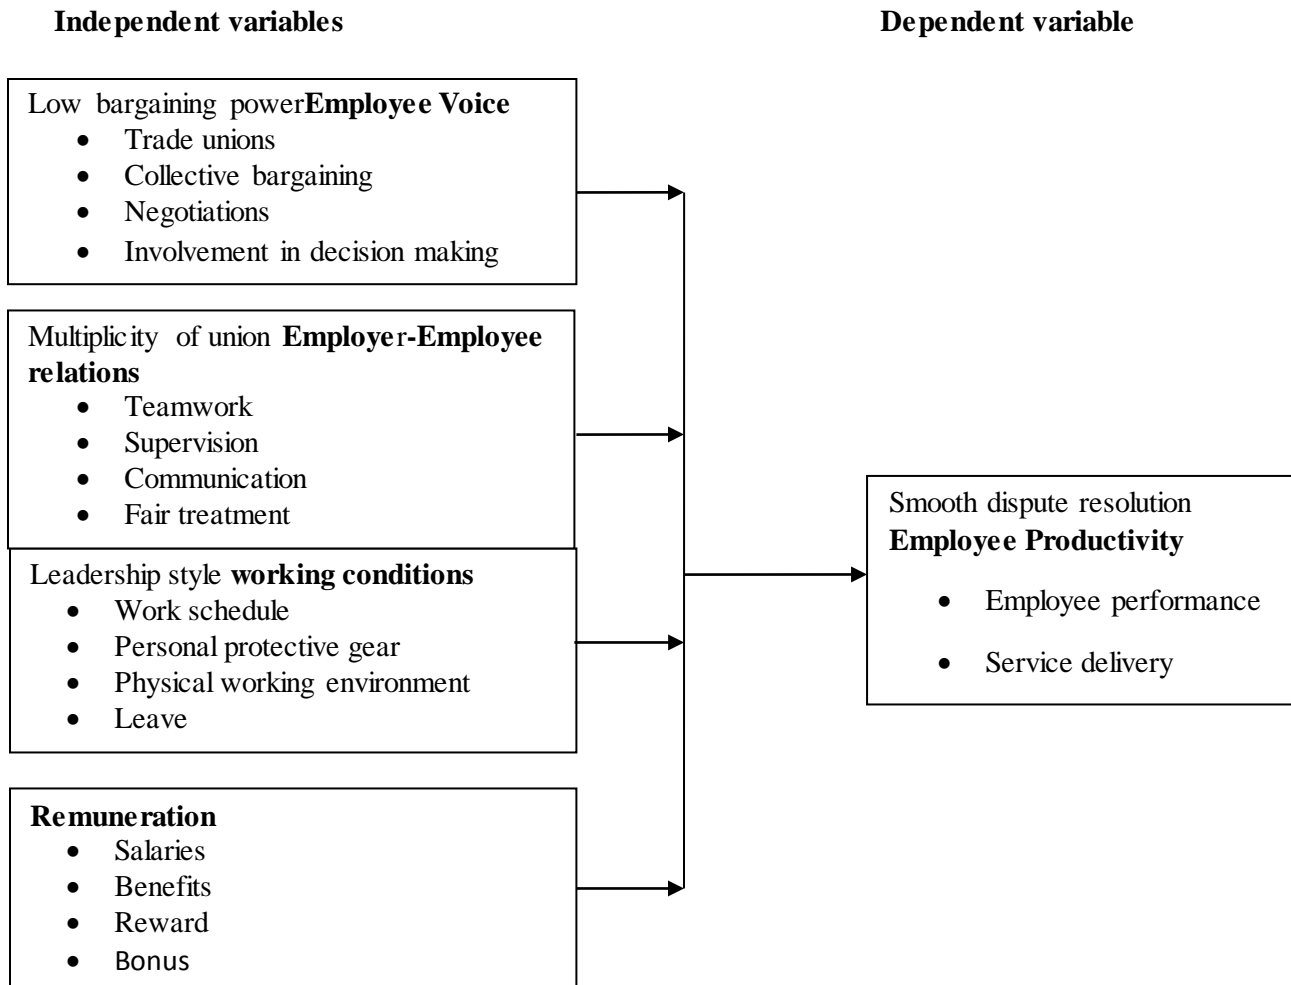 Independent variables
Dependent variable
Low bargaining powerEmployee Voice
• Trade unions
• Collective bargaining
• Negotiations
• Involvement in decision making
Multiplicity of union Employer-Employee
relations
• Teamwork
• Supervision
• Communication
• Fair treatment
Leadership style working conditions
• Work schedule
• Personal protective gear
• Physical working environment
• Leave
Remuneration
• Salaries
• Benefits
• Reward
• Bonus
Smooth dispute resolution
Employee Productivity
• Employee performance
• Service delivery